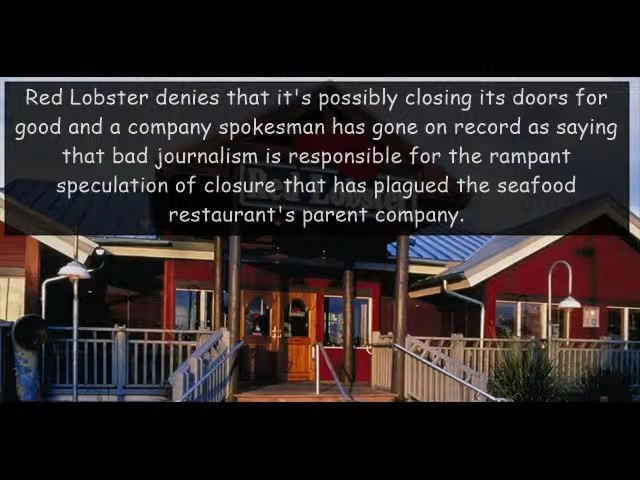 Red Lobster denies that it's possibly closing its doors for
good and a company spokesman has gone on record as saying
that bad journalism is responsible for the rampant
speculation of closure that has plagued the seafood
restaurant's parent company.